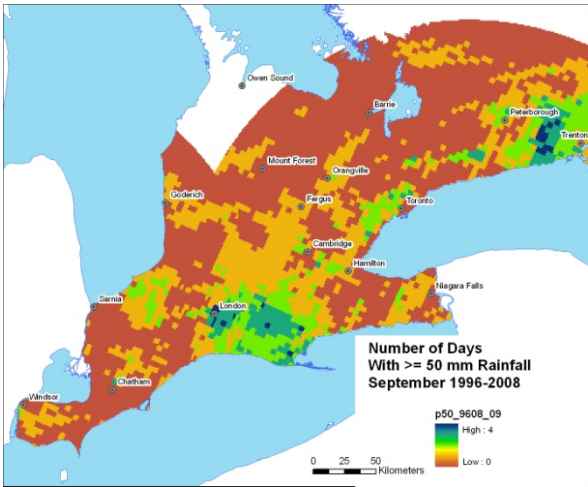 Owen Sound
Barrie
Peterborough
Trenton
Mount Forest
Orangville
Goderich
Fergus
Toronto
Cambridge
Hamilton
Niagara Falls
Sarnia
London
Chatham
Windsor
Number of Days
With >= 50 mm Rainfall
September 1996-2008
p50_9608_09
High : 4
Low : 0
0 25 50
Kilometers